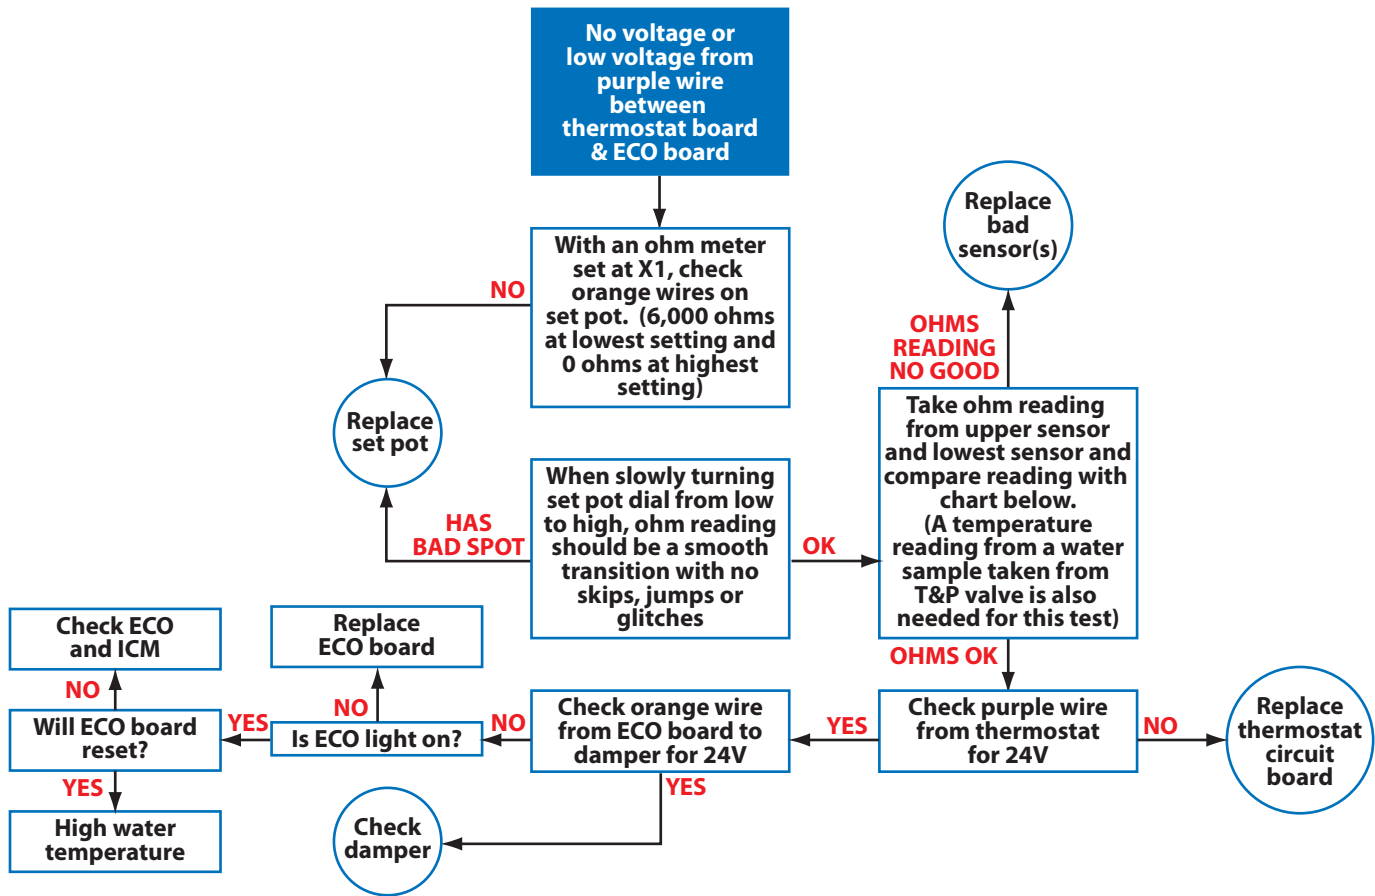 No voltage or
low voltage from
purple wire
between
thermostat board
& ECO board
With an ohm meter
set at X1, check
orange wires on
set pot.  (6,000 ohms
at lowest setting and
0 ohms at highest
setting)
NO
Replace
set pot
When slowly turning
set pot dial from low
to high, ohm reading
should be a smooth
transition with no
skips, jumps or
glitches
HAS
BAD SPOT
OK
Replace
bad
sensor(s)
OHMS
READING
NO GOOD
Take ohm reading
from upper sensor
and lowest sensor and
compare reading with
chart below.
(A temperature
reading from a water
sample taken from
T&P valve is also
needed for this test)
OHMS OK
Check purple wire
from thermostat
for 24V
NO
Replace
thermostat
circuit
board
YES
Check orange wire
from ECO board to
damper for 24V
YES
Check
damper
NO
Is ECO light on?
NO
Replace
ECO board
YES
Will ECO board
reset?
NO
Check ECO
and ICM
YES
High water
temperature